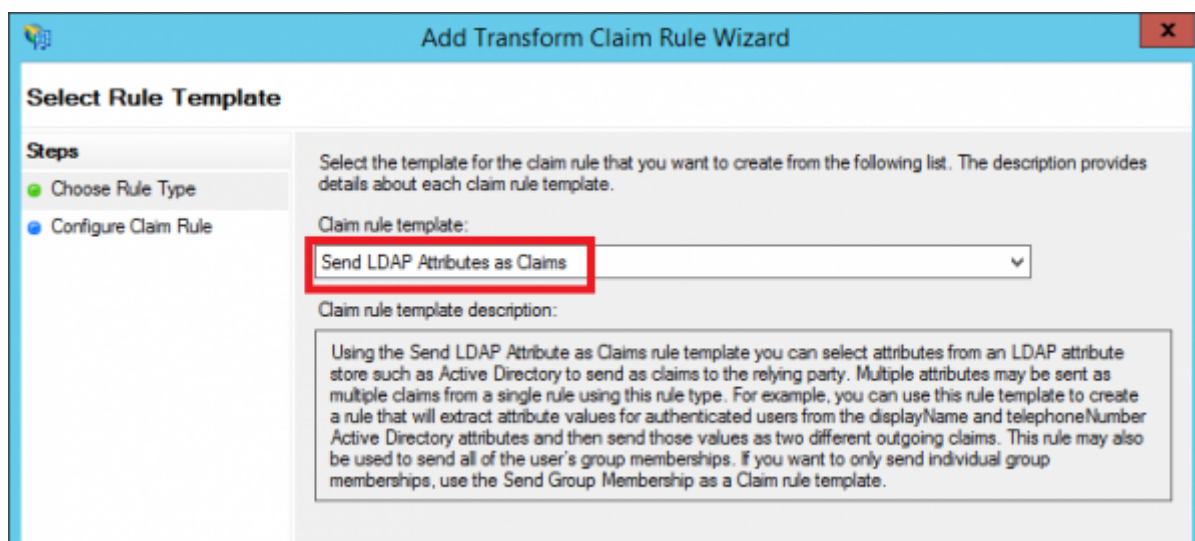 Add Transform Claim Rule Wizard
x
Select Rule Template
Steps
Choose Rule Type
Configure Claim Rule
Select the template for the claim rule that you want to create from the following list. The description provides
details about each claim rule template.
Claim rule template:
Send LDAP Attributes as Claims
Claim rule template description:
Using the Send LDAP Attribute as Claims rule template you can select attributes from an LDAP attribute
store such as Active Directory to send as claims to the relying party. Multiple attributes may be sent as
multiple claims from a single rule using this rule type. For example, you can use this rule template to create
a rule that will extract attribute values for authenticated users from the displayName and telephoneNumber
Active Directory attributes and then send those values as two different outgoing claims. This rule may also
be used to send all of the user's group memberships. If you want to only send individual group
memberships, use the Send Group Membership as a Claim rule template.